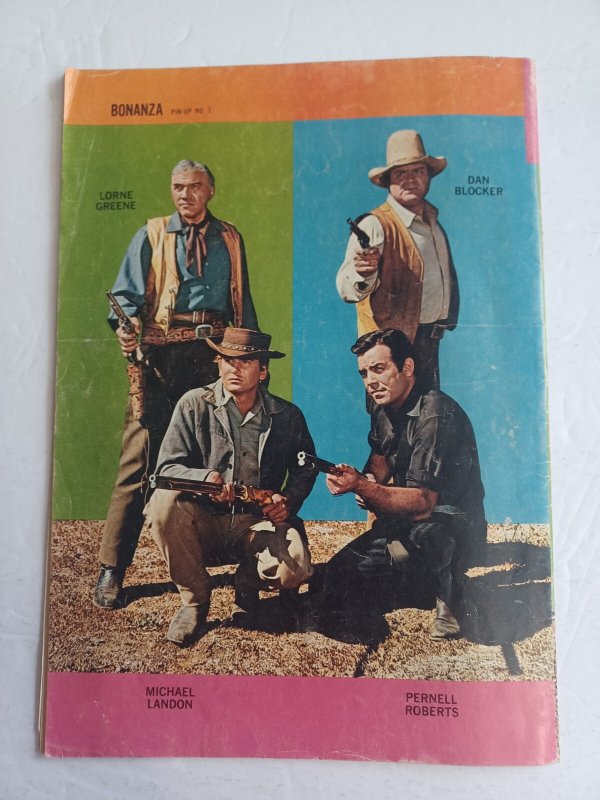 BONANZA PIN-UP NO. 2
LORNE
GREENE
DAN
BLOCKER
MICHAEL
LANDON
PERNELL
ROBERTS